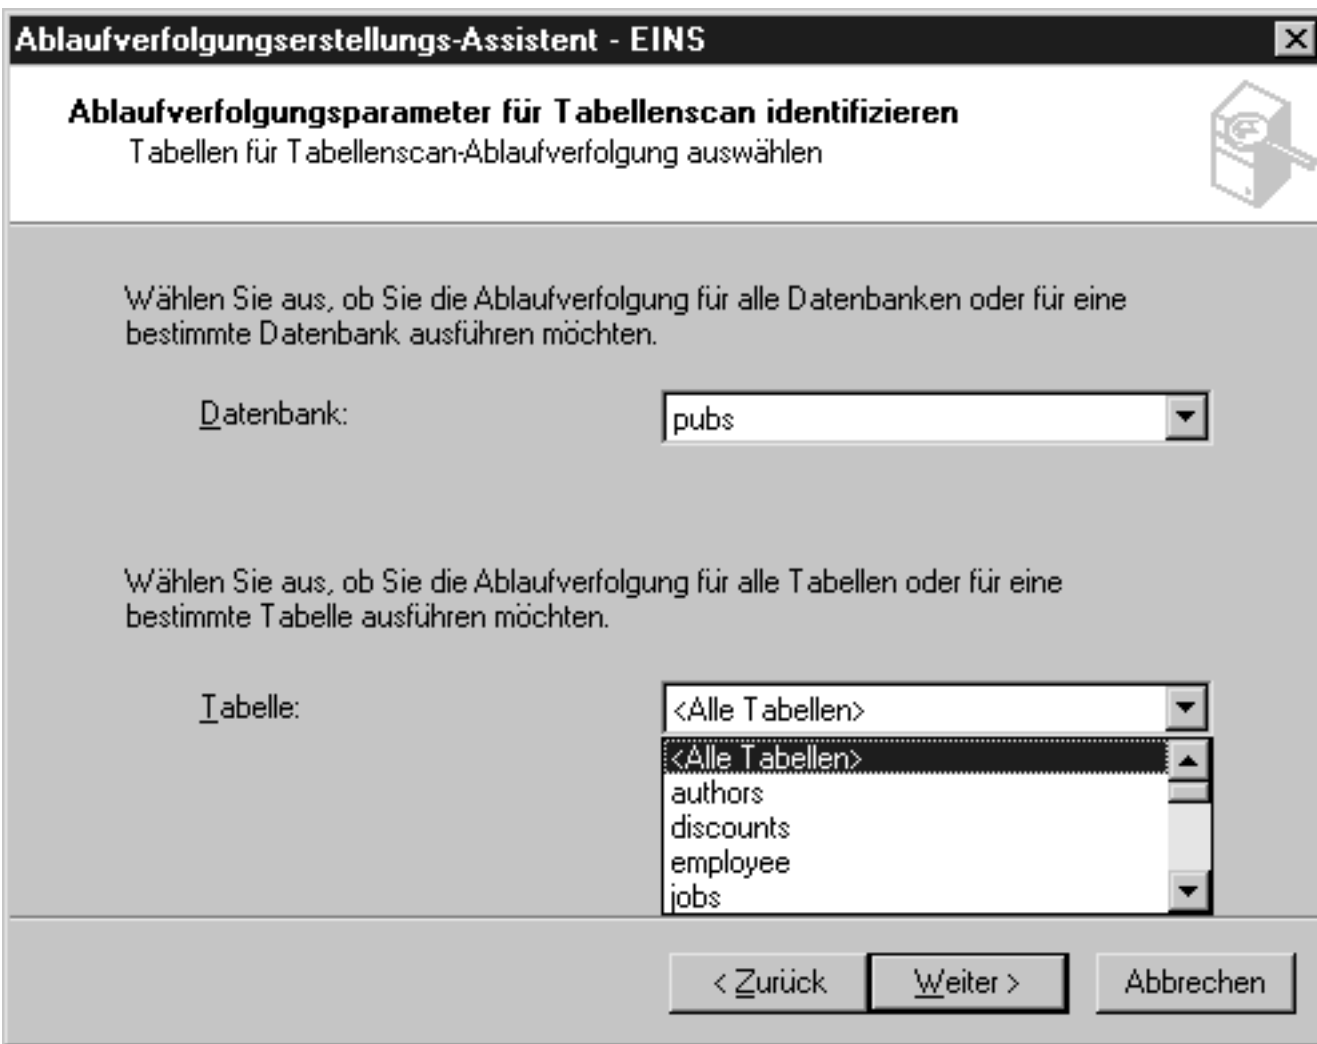 Ablaufverfolgungserstellungs-Assistent - EINS
Ablaufverfolgungsparameter für Tabellenscan identifizieren
Tabellen für Tabellenscan-Ablaufverfolgung auswählen
Wählen Sie aus, ob Sie die Ablaufverfolgung für alle Datenbanken oder für eine
bestimmte Datenbank ausführen möchten.
Datenbank:
pubs
Wählen Sie aus, ob Sie die Ablaufverfolgung für alle Tabellen oder für eine
bestimmte Tabelle ausführen möchten.
Tabelle:
<Alle Tabellen>
<Alle Tabellen>
authors
discounts
employee
jobs
< Zurück
Weiter >
Abbrechen